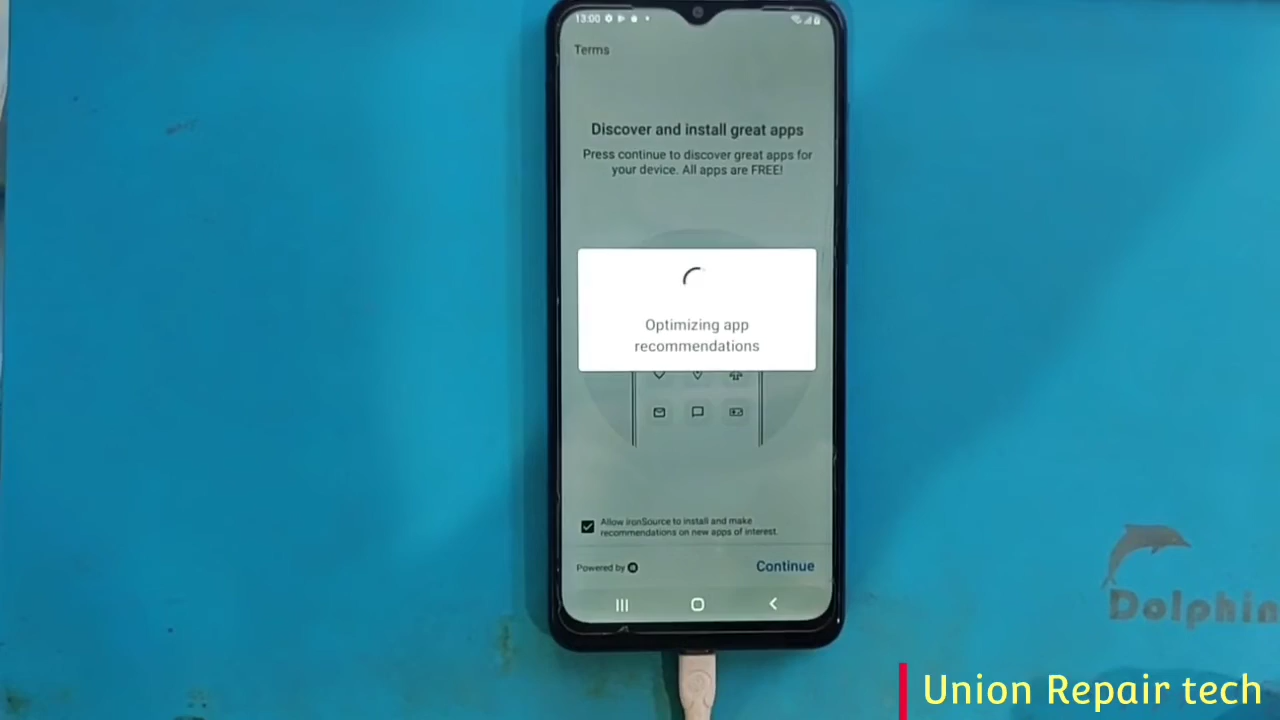 13:00
Terms
Discover and install great apps
Press continue to discover great apps for
your device. All apps are FREE!
Optimizing app
recommendations
Allow ironSource to install and make
recommendations on new apps of interest.
Powered by
Continue
Dolphin
Union Repair tech